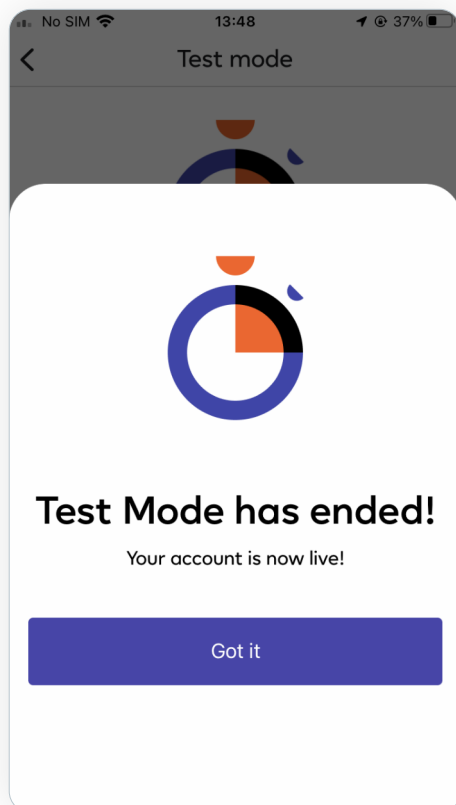 No SIM 13:48 37%
Test mode
Test Mode has ended!
Your account is now live!
Got it